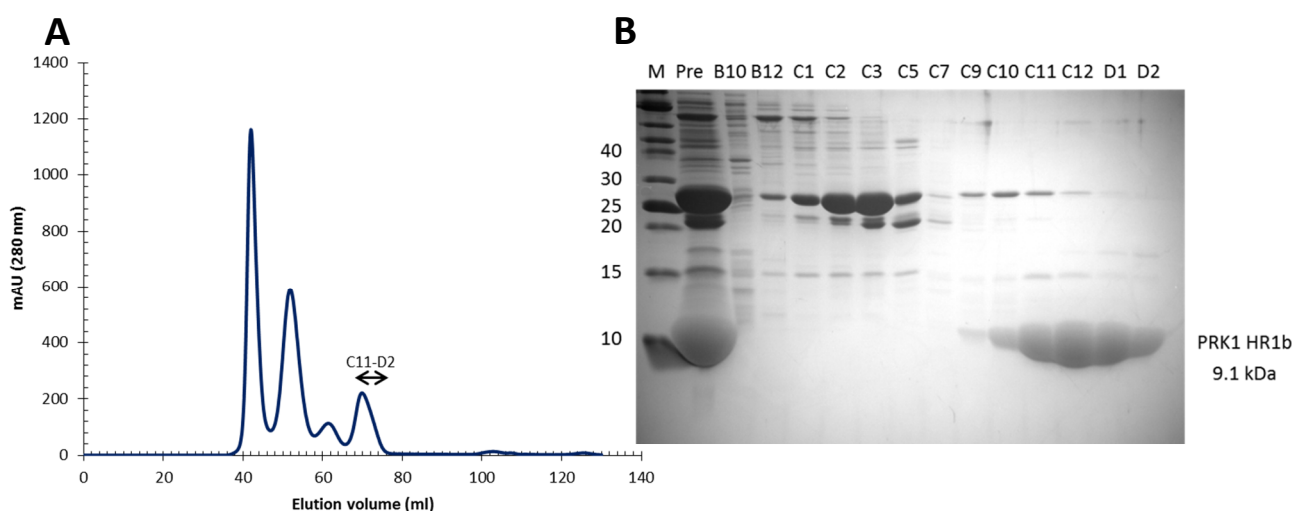 A
1400
1200
1000
800
600
400
200
0
mAU (280 nm)
0 20 40 60 80 100 120 140
Elution volume (ml)
C11-D2
B
M Pre B10 B12 C1 C2 C3 C5 C7 C9 C10 C11 C12 D1 D2
40
30
25
20
15
10
PRK1 HR1b
9.1 kDa